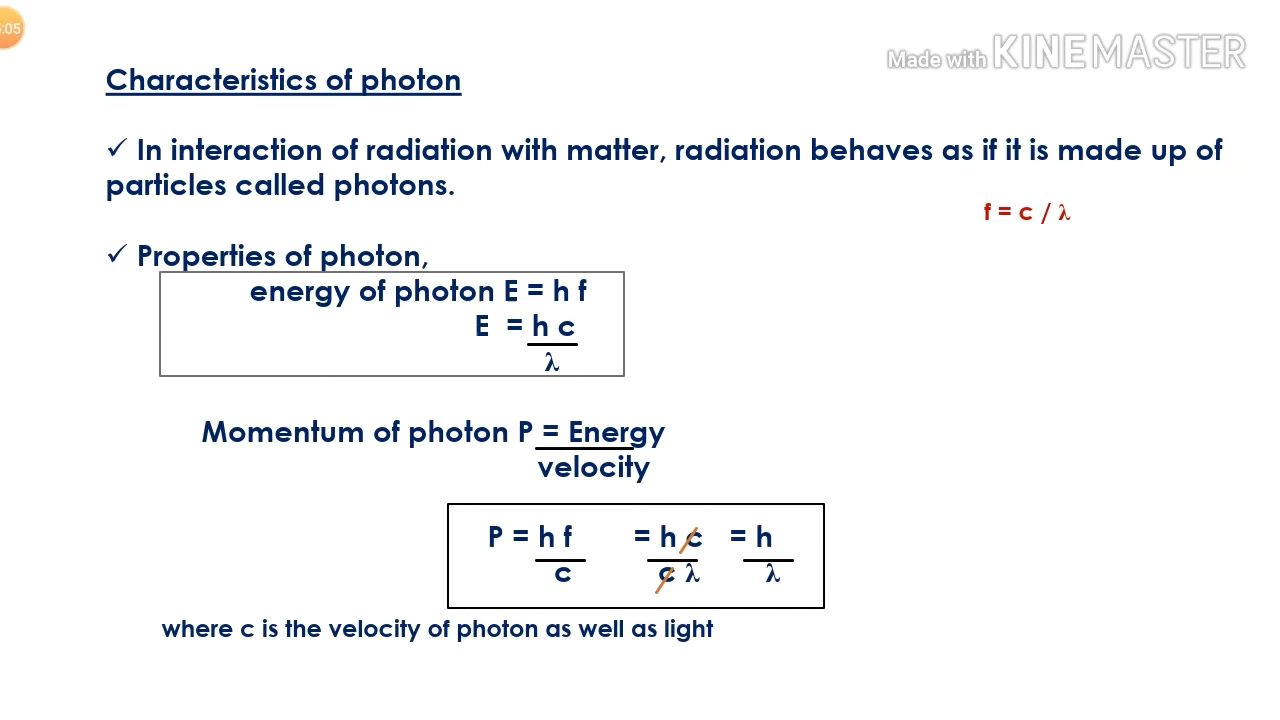 :05
Made with KINEMASTER
Characteristics of photon
✓ In interaction of radiation with matter, radiation behaves as if it is made up of
particles called photons.
f = c / λ
✓ Properties of photon,
energy of photon E = h f
E = h c
λ
Momentum of photon P = Energy
velocity
P = h f = h c = h
c c λ λ
where c is the velocity of photon as well as light